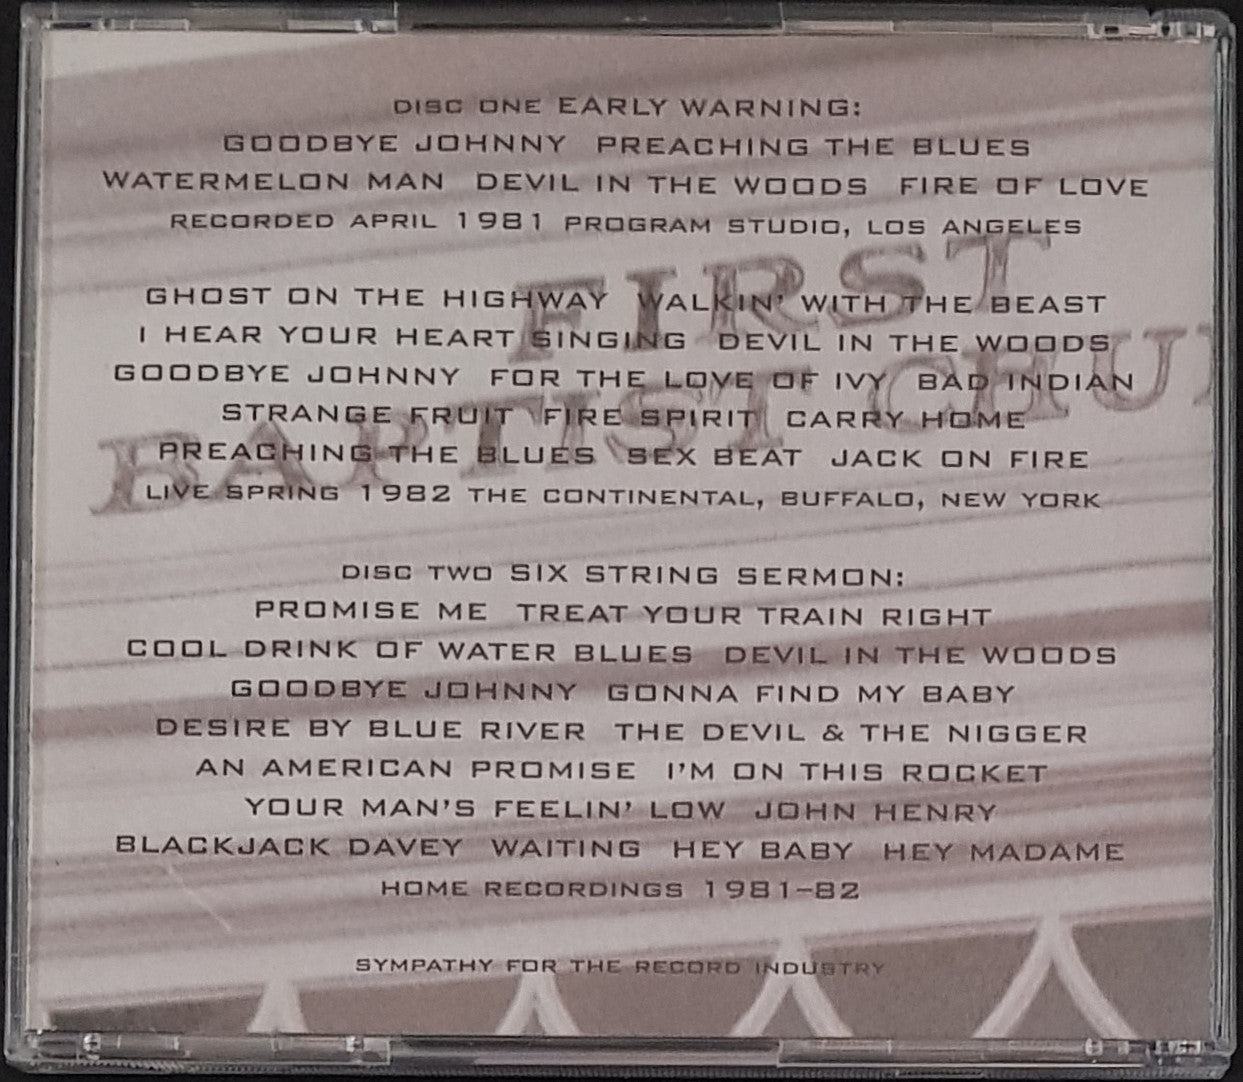 DISC ONE EARLY WARNING:
GOODBYE JOHNNY PREACHING THE BLUES
WATERMELON MAN DEVIL IN THE WOODS FIRE OF LOVE
RECORDED APRIL 1981 PROGRAM STUDIO, LOS ANGELES
FIRST
GHOST ON THE HIGHWAY WALKIN' WITH THE BEAST
I HEAR YOUR HEART SINGING DEVIL IN THE WOODS
GOODBYE JOHNNY FOR THE LOVE OF IVY BAD INDIAN
BAPTIST CHU
STRANGE FRUIT FIRE SPIRIT CARRY HOME
PREACHING THE BLUES SEX BEAT JACK ON FIRE
LIVE SPRING 1982 THE CONTINENTAL, BUFFALO, NEW YORK
DISC TWO SIX STRING SERMON:
PROMISE ME TREAT YOUR TRAIN RIGHT
COOL DRINK OF WATER BLUES DEVIL IN THE WOODS
GOODBYE JOHNNY GONNA FIND MY BABY
DESIRE BY BLUE RIVER THE DEVIL & THE NIGGER
AN AMERICAN PROMISE I'M ON THIS ROCKET
YOUR MAN'S FEELIN' LOW JOHN HENRY
BLACKJACK DAVEY WAITING HEY BABY HEY MADAME
HOME RECORDINGS 1981-82
SYMPATHY FOR THE RECORD INDUSTRY